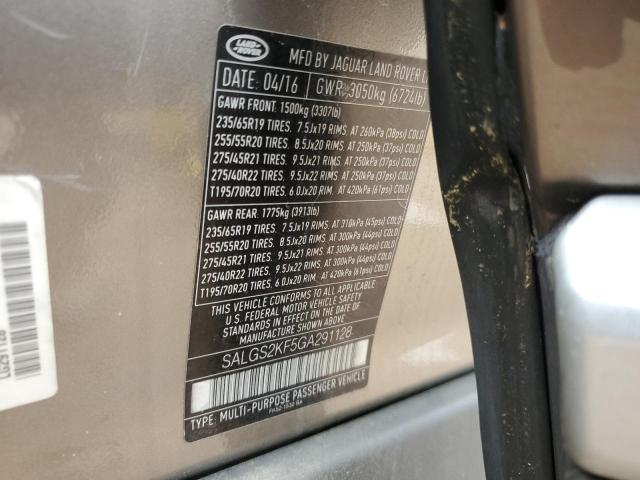 LAND
ROVER
MFD BY JAGUAR LAND ROVER L
DATE: 04/16 GWR 3050kg (6724lb)
GAWR FRONT: 1500kg (3307lb)
235/65R19 TIRES. 7.5Jx19 RIMS. AT 260kPa (38psi) COLD
255/55R20 TIRES. 8.5Jx20 RIMS. AT 250kPa (37psi) COLD
275/45R21 TIRES. 9.5Jx21 RIMS. AT 250kPa (37psi) COLD
275/40R22 TIRES. 9.5Jx22 RIMS. AT 250kPa (37psi) COLD
T195/70R20 TIRES. 6.0Jx20 RIM. AT 420kPa (61psi) COLD
GAWR REAR: 1775kg (3913lb)
235/65R19 TIRES. 7.5Jx19 RIMS. AT 310kPa (45psi) COLD
255/55R20 TIRES. 8.5Jx20 RIMS. AT 300kPa (44psi) COLD
275/45R21 TIRES. 9.5Jx21 RIMS. AT 300kPa (44psi) COLD
275/40R22 TIRES. 9.5Jx22 RIMS. AT 300kPa (44psi) COLD
T195/70R20 TIRES. 6.0Jx20 RIM. AT 420kPa (61psi) COLD
THIS VEHICLE CONFORMS TO ALL APPLICABLE
U.S. FEDERAL MOTOR VEHICLE SAFETY
STANDARDS IN EFFECT ON THE DATE OF
MANUFACTURE SHOWN ABOVE.
SALGS2KF5GA291128
TYPE: MULTI-PURPOSE PASSENGER VEHICLE